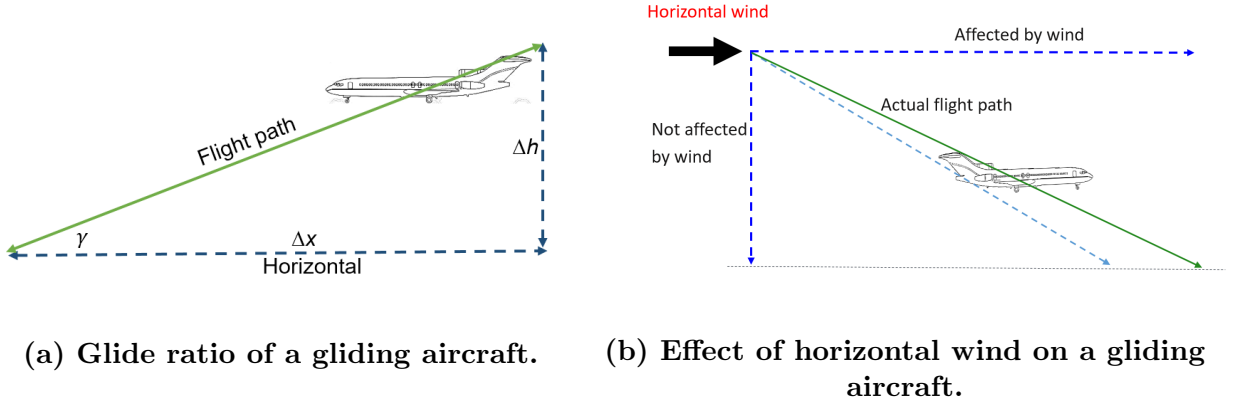 Flight path
Δh
γ
Δx
Horizontal
(a) Glide ratio of a gliding aircraft.
Horizontal wind
Affected by wind
Actual flight path
Not affected
by wind
(b) Effect of horizontal wind on a gliding
aircraft.